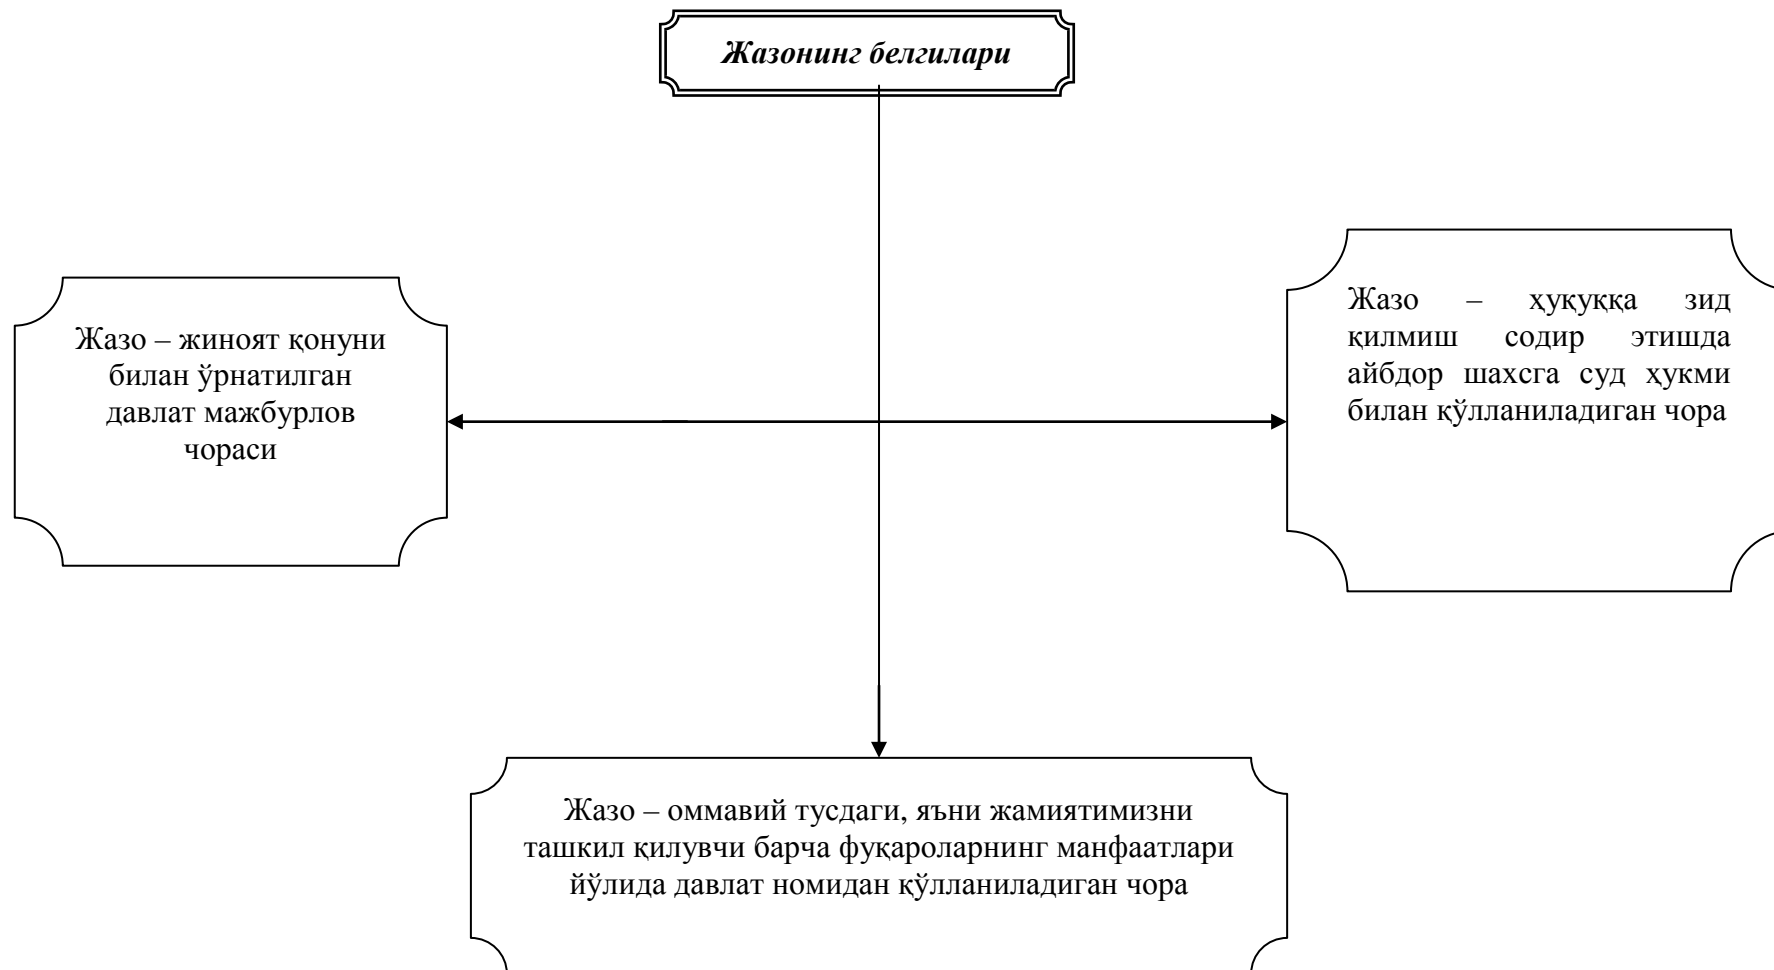 Жазонинг белгилари
Жазо – жиноят қонуни
билан ўрнатилган
давлат мажбурлов
чораси
Жазо – ҳуқуққа зид
қилмиш содир этишда
айбдор шахсга суд ҳукми
билан қўлланиладиган чора
Жазо – оммавий тусдаги, яъни жамиятимизни
ташкил қилувчи барча фуқароларнинг манфаатлари
йўлида давлат номидан қўлланиладиган чора